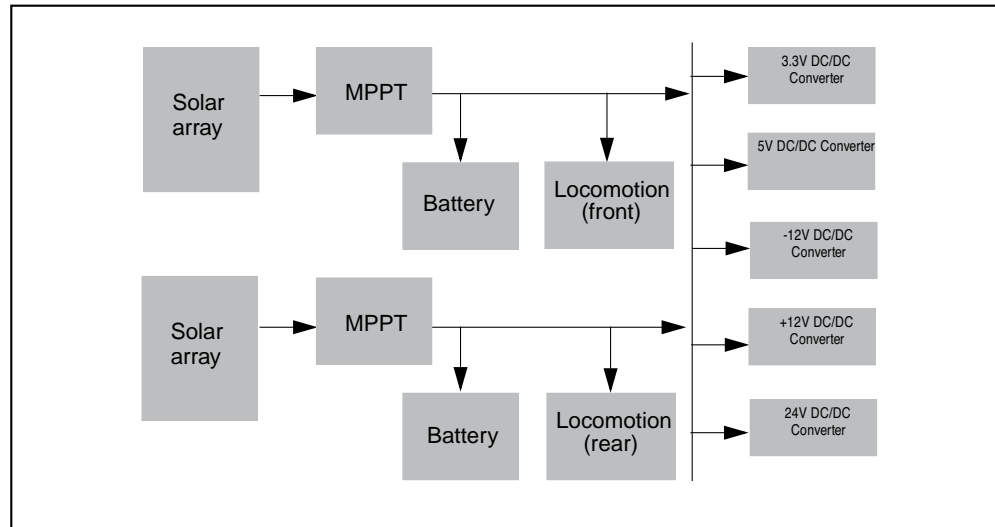 Solar
array
MPPT
Battery
Locomotion
(front)
Solar
array
MPPT
Battery
Locomotion
(rear)
3.3V DC/DC
Converter
5V DC/DC Converter
-12V DC/DC
Converter
+12V DC/DC
Converter
24V DC/DC
Converter